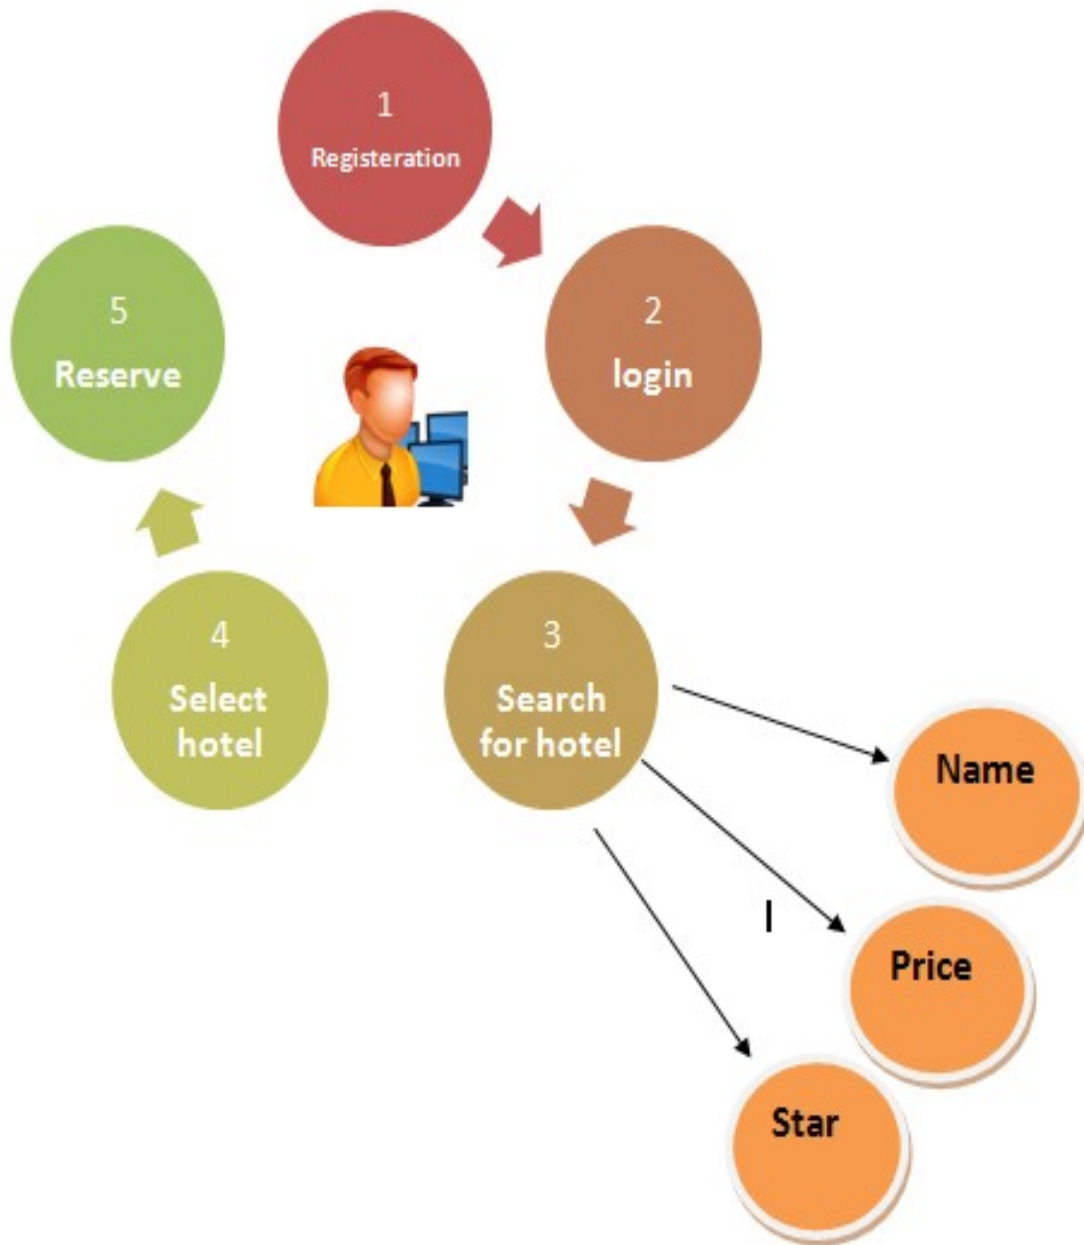 1
Registeration
2
login
3
Search
for hotel
4
Select
hotel
5
Reserve
Name
Price
Star